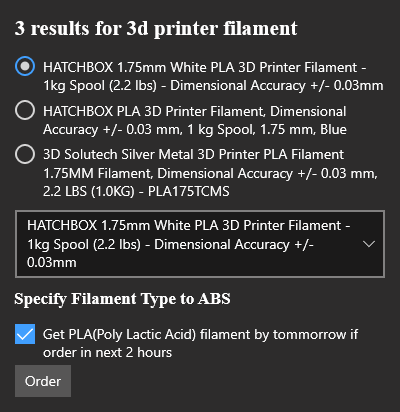 3 results for 3d printer filament
HATCHBOX 1.75mm White PLA 3D Printer Filament -
1kg Spool (2.2 lbs) - Dimensional Accuracy +/- 0.03mm
HATCHBOX PLA 3D Printer Filament, Dimensional
Accuracy +/- 0.03 mm, 1 kg Spool, 1.75 mm, Blue
3D Solutech Silver Metal 3D Printer PLA Filament
1.75MM Filament, Dimensional Accuracy +/- 0.03 mm,
2.2 LBS (1.0KG) - PLA175TCMS
HATCHBOX 1.75mm White PLA 3D Printer Filament -
1kg Spool (2.2 lbs) - Dimensional Accuracy +/-
0.03mm
Specify Filament Type to ABS
Get PLA(Poly Lactic Acid) filament by tommorrow if
order in next 2 hours
Order